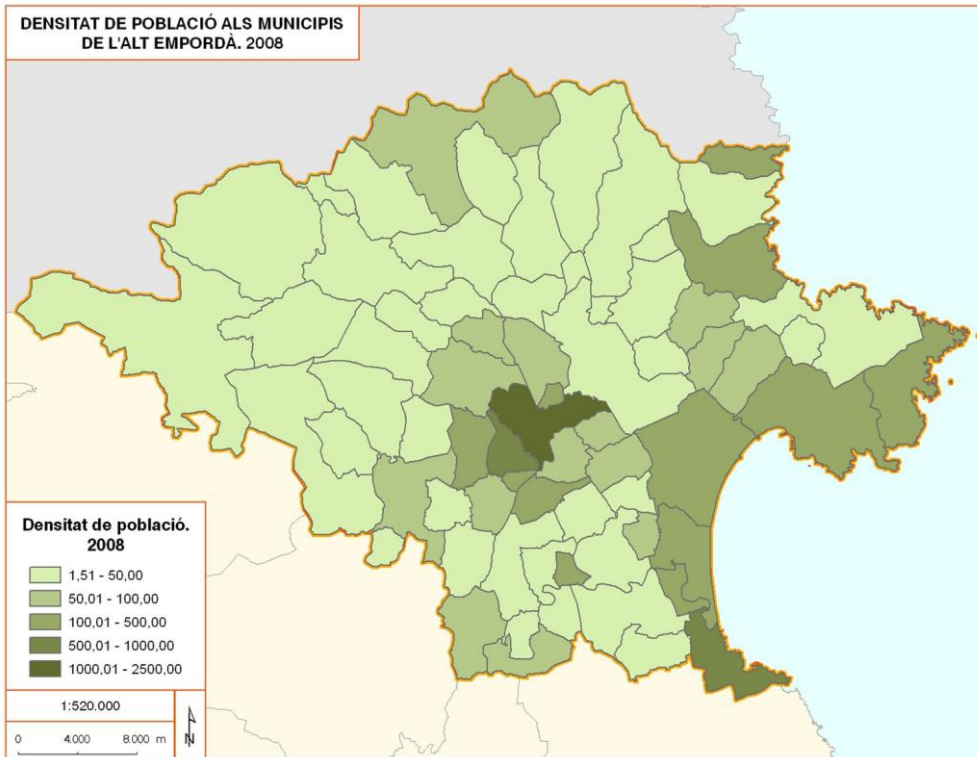 DENSITAT DE POBLACIÓ ALS MUNICIPIS
DE L'ALT EMPORDÀ. 2008
Densitat de població.
2008
1,51 - 50,00
50,01 - 100,00
100,01 - 500,00
500,01 - 1000,00
1000,01 - 2500,00
1:520.000
0 4.000 8.000 m
N